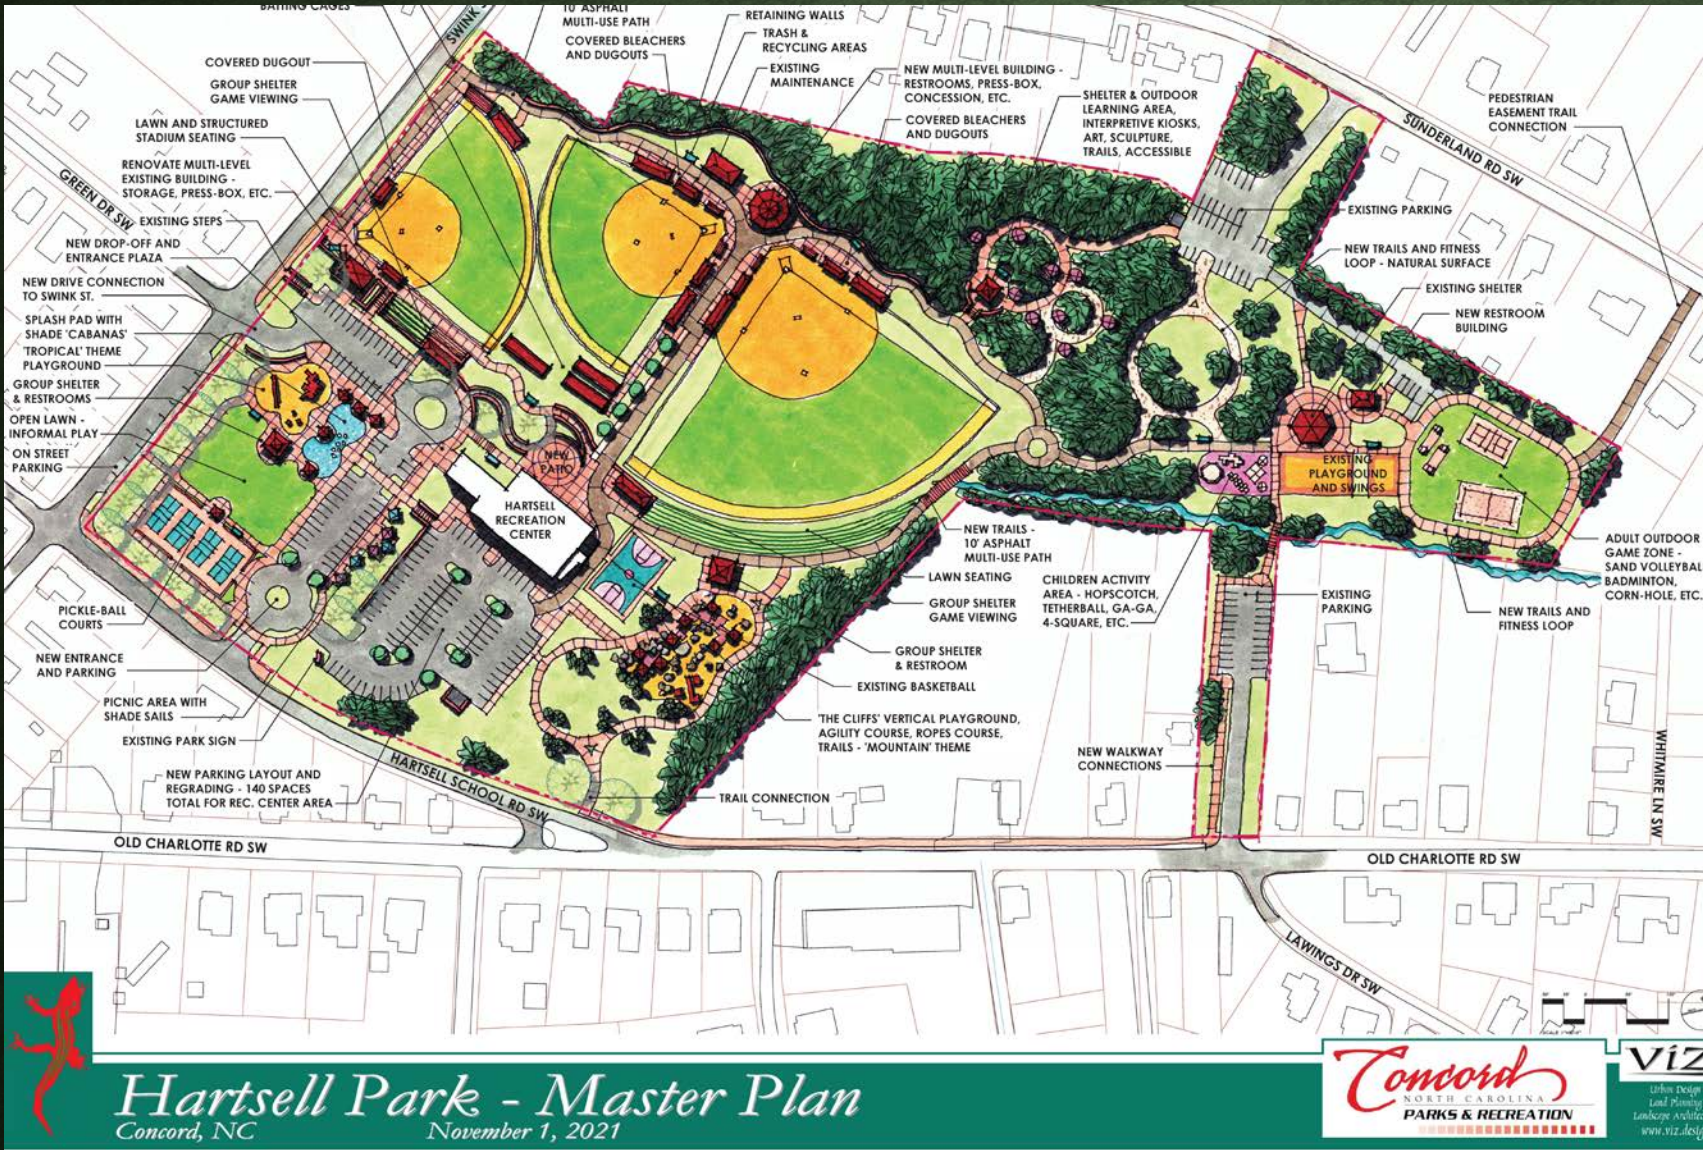 BATTING CAGES
COVERED DUGOUT
GROUP SHELTER
GAME VIEWING
LAWN AND STRUCTURED
STADIUM SEATING
RENOVATE MULTI-LEVEL
EXISTING BUILDING -
STORAGE, PRESS-BOX, ETC.
EXISTING STEPS
NEW DROP-OFF AND
ENTRANCE PLAZA
NEW DRIVE CONNECTION
TO SWINK ST.
SPLASH PAD WITH
SHADE 'CABANAS'
'TROPICAL' THEME
PLAYGROUND
GROUP SHELTER
& RESTROOMS
OPEN LAWN -
INFORMAL PLAY
ON STREET
PARKING
PICKLE-BALL
COURTS
NEW ENTRANCE
AND PARKING
PICNIC AREA WITH
SHADE SAILS
EXISTING PARK SIGN
NEW PARKING LAYOUT AND
REGRADING - 140 SPACES
TOTAL FOR REC. CENTER AREA
GREEN DR SW
SWINK
10' ASPHALT
MULTI-USE PATH
COVERED BLEACHERS
AND DUGOUTS
RETAINING WALLS
TRASH &
RECYCLING AREAS
EXISTING
MAINTENANCE
NEW MULTI-LEVEL BUILDING -
RESTROOMS, PRESS-BOX,
CONCESSION, ETC.
COVERED BLEACHERS
AND DUGOUTS
SHELTER & OUTDOOR
LEARNING AREA,
INTERPRETIVE KIOSKS,
ART, SCULPTURE,
TRAILS, ACCESSIBLE
PEDESTRIAN
EASEMENT TRAIL
CONNECTION
SUNDERLAND RD SW
EXISTING PARKING
NEW TRAILS AND FITNESS
LOOP - NATURAL SURFACE
EXISTING SHELTER
NEW RESTROOM
BUILDING
NEW
PATIO
HARTSELL
RECREATION
CENTER
EXISTING
PLAYGROUND
AND SWINGS
NEW TRAILS -
10' ASPHALT
MULTI-USE PATH
LAWN SEATING
GROUP SHELTER
GAME VIEWING
GROUP SHELTER
& RESTROOM
EXISTING BASKETBALL
'THE CLIFFS' VERTICAL PLAYGROUND,
AGILITY COURSE, ROPES COURSE,
TRAILS - 'MOUNTAIN' THEME
TRAIL CONNECTION
CHILDREN ACTIVITY
AREA - HOPSCOTCH,
TETHERBALL, GA-GA,
4-SQUARE, ETC.
EXISTING
PARKING
NEW TRAILS AND
FITNESS LOOP
ADULT OUTDOOR
GAME ZONE -
SAND VOLLEYBAL
BADMINTON,
CORN-HOLE, ETC.
NEW WALKWAY
CONNECTIONS
WHITMIRE LN SW
HARTSELL SCHOOL RD SW
OLD CHARLOTTE RD SW
OLD CHARLOTTE RD SW
LAWINGS DR SW
Hartsell Park - Master Plan
Concord, NC
November 1, 2021
Concord
NORTH CAROLINA
PARKS & RECREATION
viz
Urban Design
Land Planning
Landscape Architec
www.viz.desig